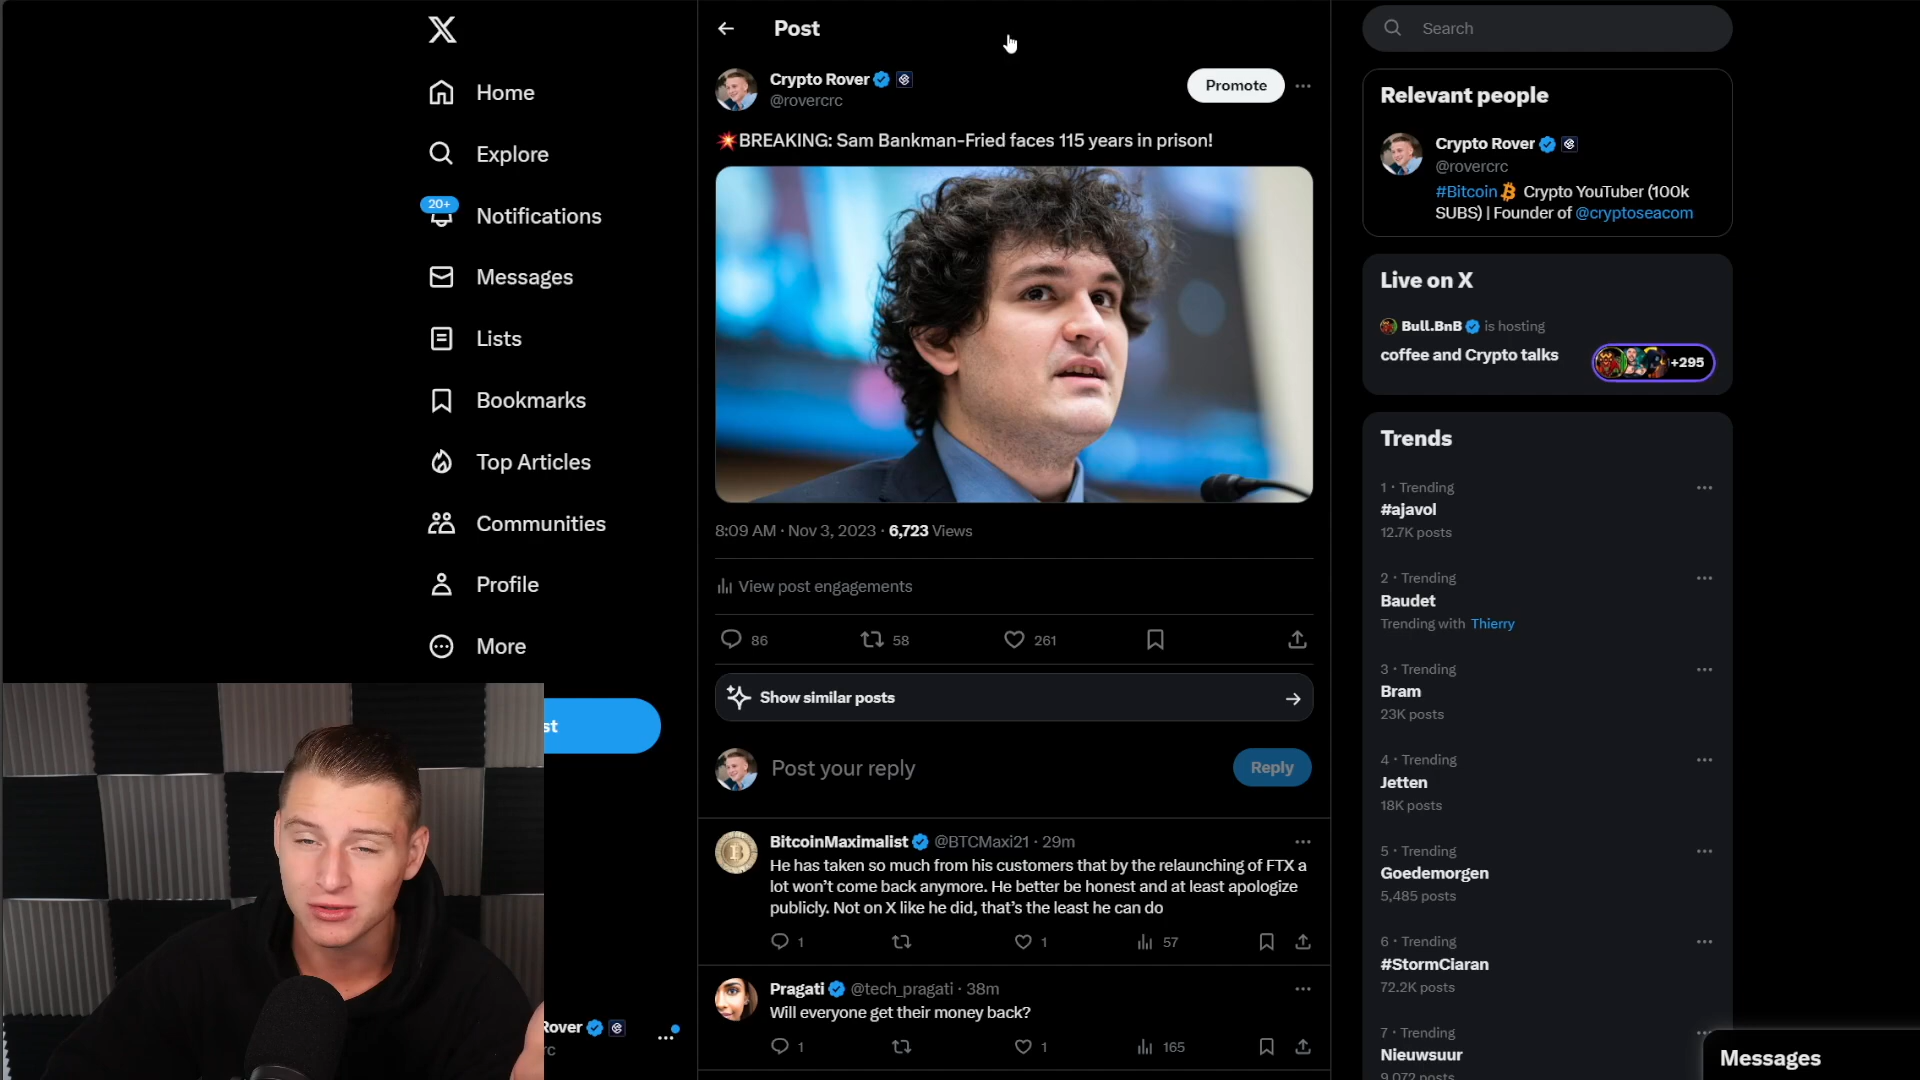 Home
Explore
20+
Notifications
Messages
Lists
Bookmarks
Top Articles
Communities
Profile
More
st
Rover
rc
Post
Crypto Rover
@rovercrc
Promote
💥BREAKING: Sam Bankman-Fried faces 115 years in prison!
8:09 AM · Nov 3, 2023 · 6,723 Views
View post engagements
86
58
261
Show similar posts
Post your reply
Reply
BitcoinMaximalist @BTCMaxi21 · 29m
He has taken so much from his customers that by the relaunching of FTX a
lot won't come back anymore. He better be honest and at least apologize
publicly. Not on X like he did, that's the least he can do
1
1
57
Pragati @tech_pragati · 38m
Will everyone get their money back?
1
1
165
Search
Relevant people
Crypto Rover
@rovercrc
#Bitcoin Crypto YouTuber (100k
SUBS) | Founder of @cryptoseacom
Live on X
Bull.BnB is hosting
coffee and Crypto talks
+295
Trends
1 · Trending
#ajavol
12.7K posts
2 · Trending
Baudet
Trending with Thierry
3 · Trending
Bram
23K posts
4 · Trending
Jetten
18K posts
5 · Trending
Goedemorgen
5,485 posts
6 · Trending
#StormCiaran
72.2K posts
7 · Trending
Nieuwsuur
9,072 posts
Messages